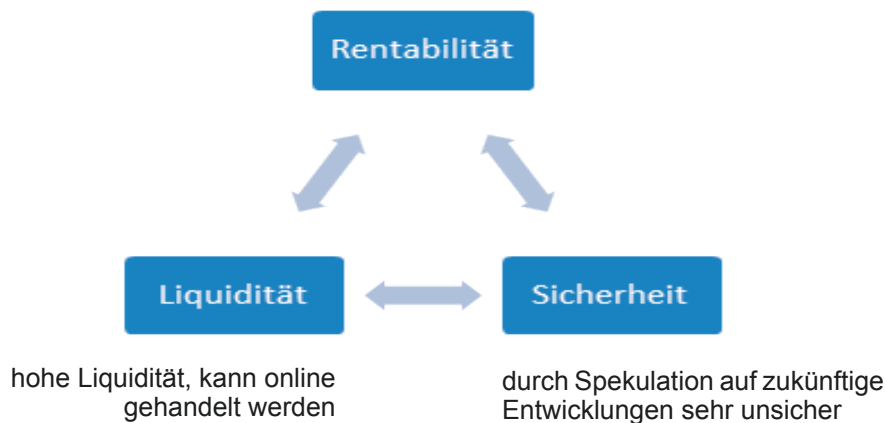 Rentabilität
Liquidität
Sicherheit
hohe Liquidität, kann online
gehandelt werden
durch Spekulation auf zukünftige
Entwicklungen sehr unsicher